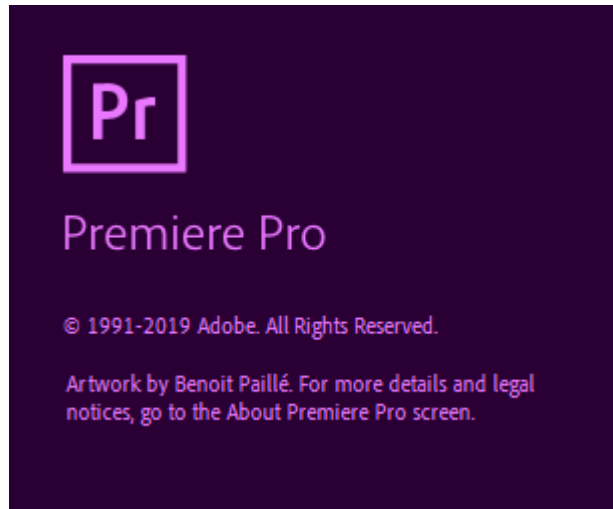 Pr
Premiere Pro
© 1991-2019 Adobe. All Rights Reserved.
Artwork by Benoit Paillé. For more details and legal
notices, go to the About Premiere Pro screen.